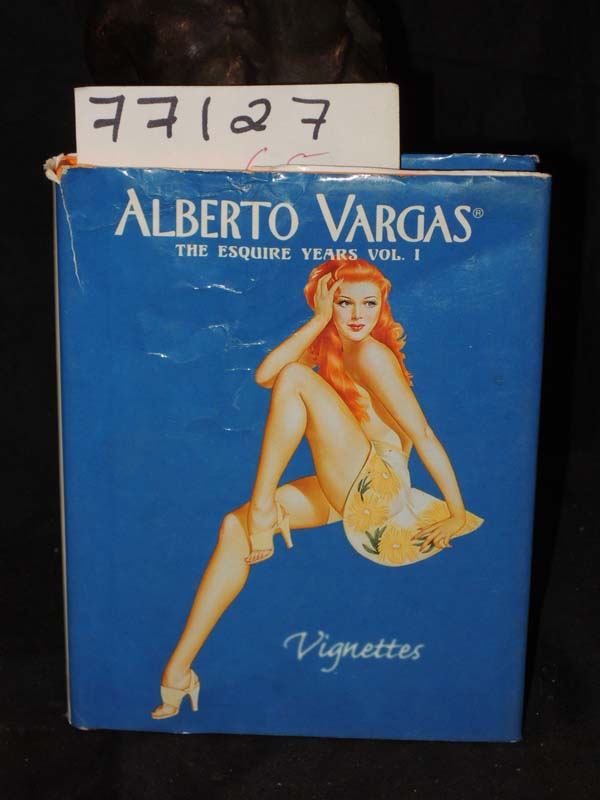 77127
ALBERTO VARGAS®
THE ESQUIRE YEARS VOL. I
Vignettes